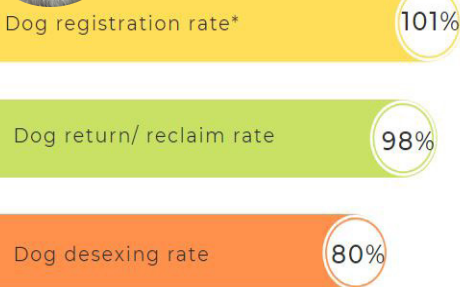 Dog registration rate*
101%
Dog return/ reclaim rate
98%
Dog desexing rate
80%